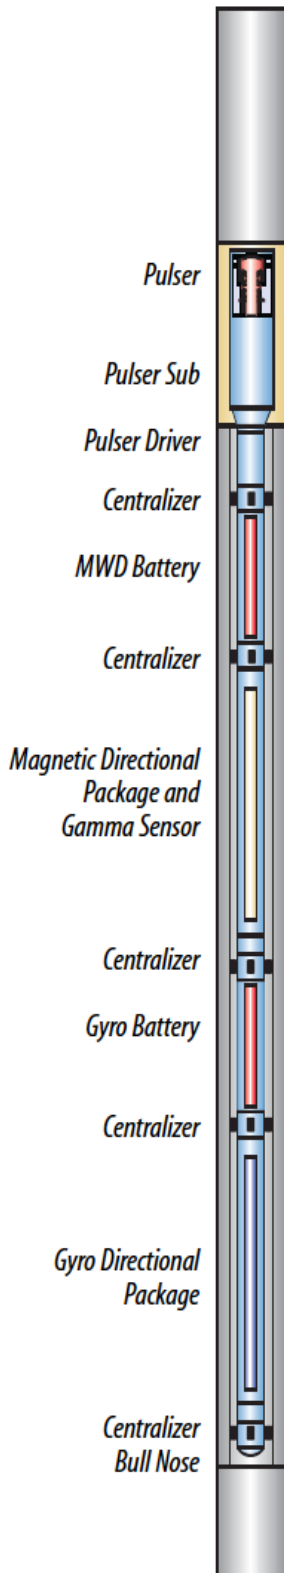 Pulser
Pulser Sub
Pulser Driver
Centralizer
MWD Battery
Centralizer
Magnetic Directional
Package and
Gamma Sensor
Centralizer
Gyro Battery
Centralizer
Gyro Directional
Package
Centralizer
Bull Nose